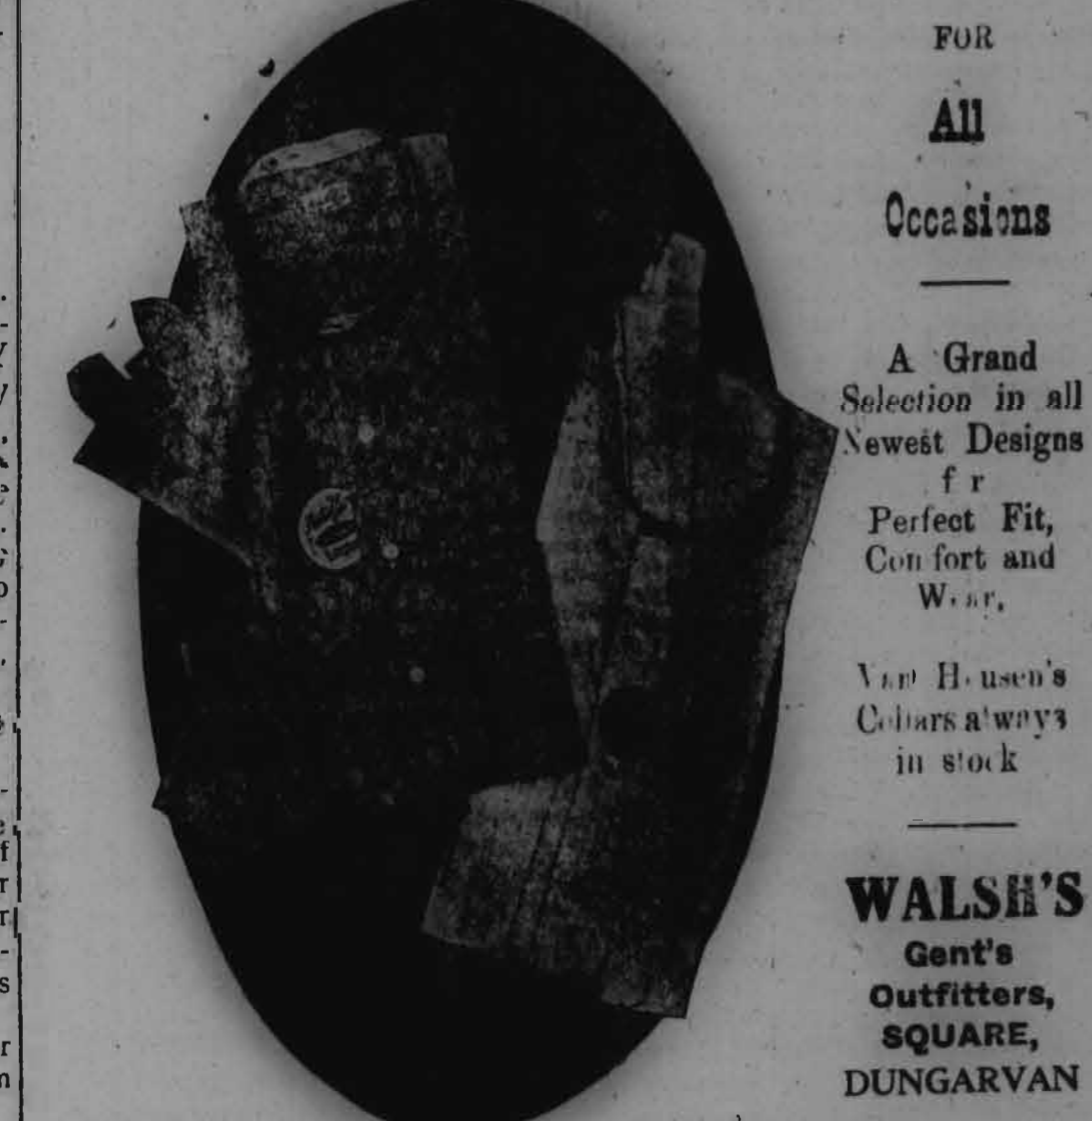 FOR
All
Occasions
A Grand
Selection in all
Newest Designs
f r
Perfect Fit,
Comfort and
Wear.
Van Heusen's
Collars always
in stock
WALSH'S
Gent's
Outfitters,
SQUARE,
DUNGARVAN